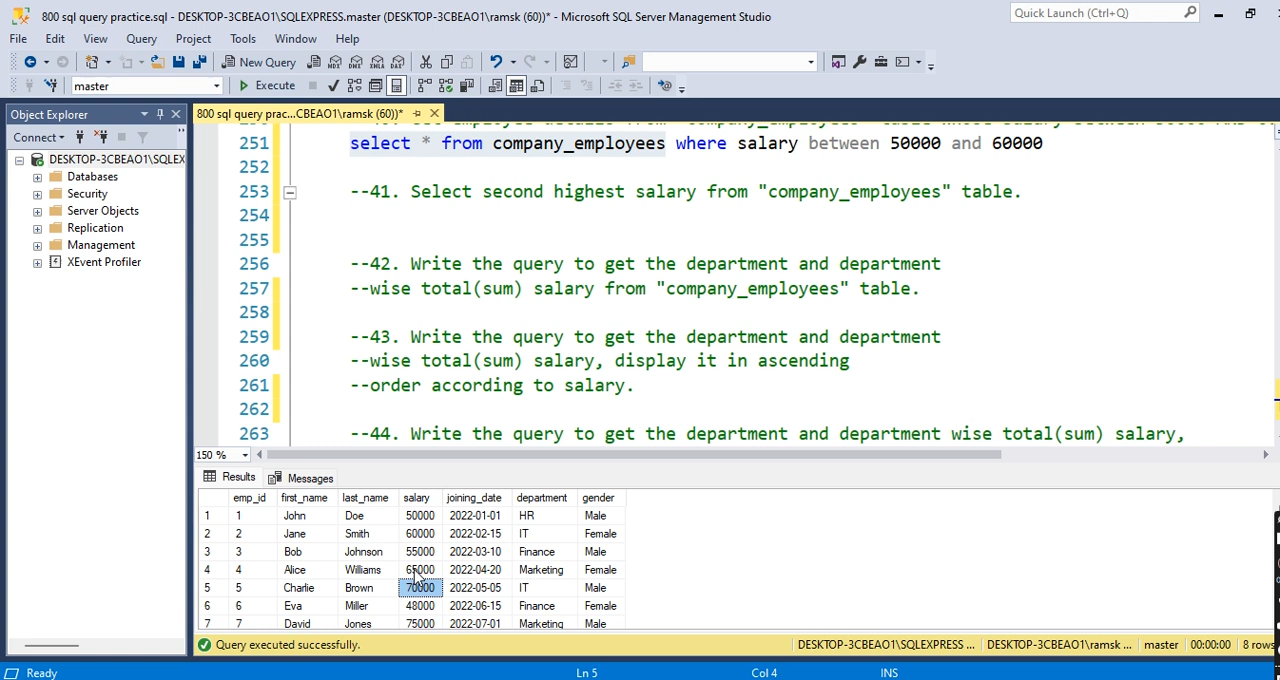 800 sql query practice.sql - DESKTOP-3CBEAO1\SQLEXPRESS.master (DESKTOP-3CBEAO1\ramsk (60))* - Microsoft SQL Server Management Studio
Quick Launch (Ctrl+Q)
File Edit View Query Project Tools Window Help
New Query
master Execute
Object Explorer
800 sql query prac...CBEAO1\ramsk (60))*
Connect
DESKTOP-3CBEAO1\SQLEX
Databases
Security
Server Objects
Replication
Management
XEvent Profiler
251 select * from company_employees where salary between 50000 and 60000
252
253 --41. Select second highest salary from "company_employees" table.
254
255
256 --42. Write the query to get the department and department
257 --wise total(sum) salary from "company_employees" table.
258
259 --43. Write the query to get the department and department
260 --wise total(sum) salary, display it in ascending
261 --order according to salary.
262
263 --44. Write the query to get the department and department wise total(sum) salary,
150 %
Results Messages
emp_id first_name last_name salary joining_date department gender
1 1 John Doe 50000 2022-01-01 HR Male
2 2 Jane Smith 60000 2022-02-15 IT Female
3 3 Bob Johnson 55000 2022-03-10 Finance Male
4 4 Alice Williams 65000 2022-04-20 Marketing Female
5 5 Charlie Brown 70000 2022-05-05 IT Male
6 6 Eva Miller 48000 2022-06-15 Finance Female
7 7 David Jones 75000 2022-07-01 Marketing Male
Query executed successfully. DESKTOP-3CBEAO1\SQLEXPRESS ... DESKTOP-3CBEAO1\ramsk ... master 00:00:00 8 rows
Ready Ln 5 Col 4 INS